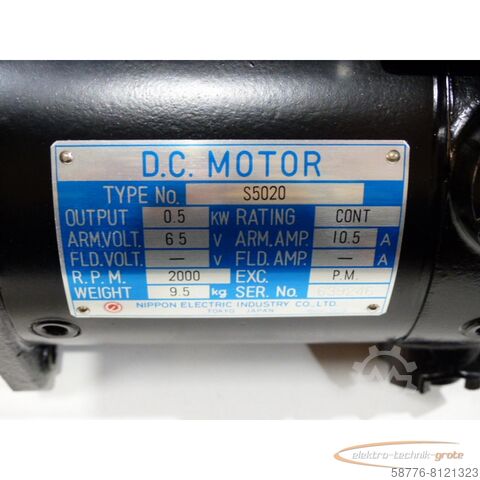 D.C. MOTOR
TYPE No. S5020
OUTPUT 0.5 KW RATING CONT
ARM.VOLT. 65 V ARM.AMP. 10.5 A
FLD.VOLT. — V FLD.AMP. — A
R.P.M. 2000 EXC. P.M.
WEIGHT 9.5 kg SER. No.
NIPPON ELECTRIC INDUSTRY CO., LTD.
TOKYO JAPAN
elektro-technik-grote
58776-8121323